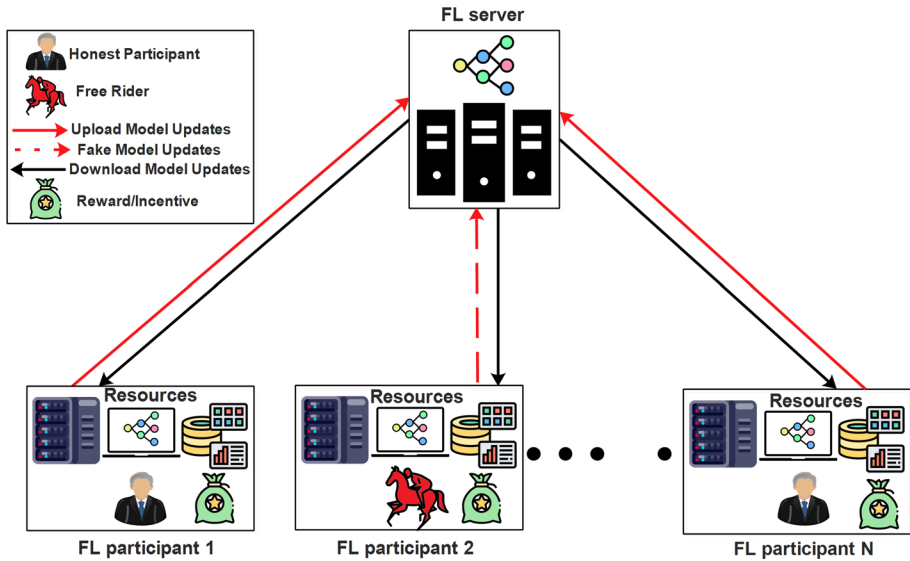 FL server
Honest Participant
Free Rider
Upload Model Updates
Fake Model Updates
Download Model Updates
Reward/Incentive
Resources
Resources
Resources
FL participant 1
FL participant 2
FL participant N